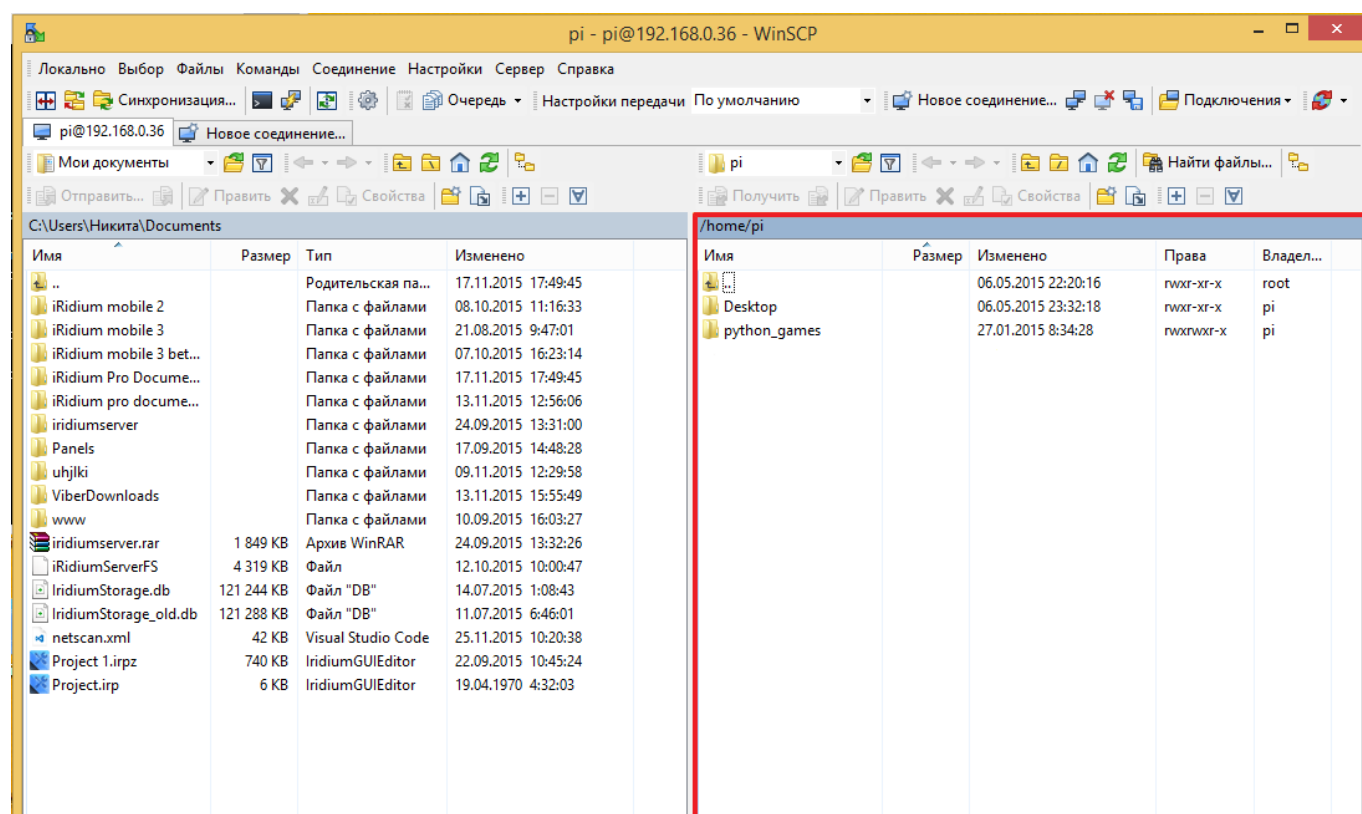 pi - pi@192.168.0.36 - WinSCP
Локально Выбор Файлы Команды Соединение Настройки Сервер Справка
Синхронизация... Очередь Настройки передачи По умолчанию Новое соединение... Подключения
pi@192.168.0.36 Новое соединение...
Мои документы pi Найти файлы...
Отправить... Править Свойства Получить Править Свойства
C:\Users\Никита\Documents /home/pi
Имя Размер Тип Изменено Имя Размер Изменено Права Владел...
.. Родительская па... 17.11.2015 17:49:45 .. 06.05.2015 22:20:16 rwxr-xr-x root
iRidium mobile 2 Папка с файлами 08.10.2015 11:16:33 Desktop 06.05.2015 23:32:18 rwxr-xr-x pi
iRidium mobile 3 Папка с файлами 21.08.2015 9:47:01 python_games 27.01.2015 8:34:28 rwxrwxr-x pi
iRidium mobile 3 bet... Папка с файлами 07.10.2015 16:23:14
iRidium Pro Docume... Папка с файлами 17.11.2015 17:49:45
iRidium pro docume... Папка с файлами 13.11.2015 12:56:06
iridiumserver Папка с файлами 24.09.2015 13:31:00
Panels Папка с файлами 17.09.2015 14:48:28
uhjlki Папка с файлами 09.11.2015 12:29:58
ViberDownloads Папка с файлами 13.11.2015 15:55:49
www Папка с файлами 10.09.2015 16:03:27
iridiumserver.rar 1 849 KB Архив WinRAR 24.09.2015 13:32:26
iRidiumServerFS 4 319 KB Файл 12.10.2015 10:00:47
IridiumStorage.db 121 244 KB Файл "DB" 14.07.2015 1:08:43
IridiumStorage_old.db 121 288 KB Файл "DB" 11.07.2015 6:46:01
netscan.xml 42 KB Visual Studio Code 25.11.2015 10:20:38
Project 1.irpz 740 KB IridiumGUIEditor 22.09.2015 10:45:24
Project.irp 6 KB IridiumGUIEditor 19.04.1970 4:32:03